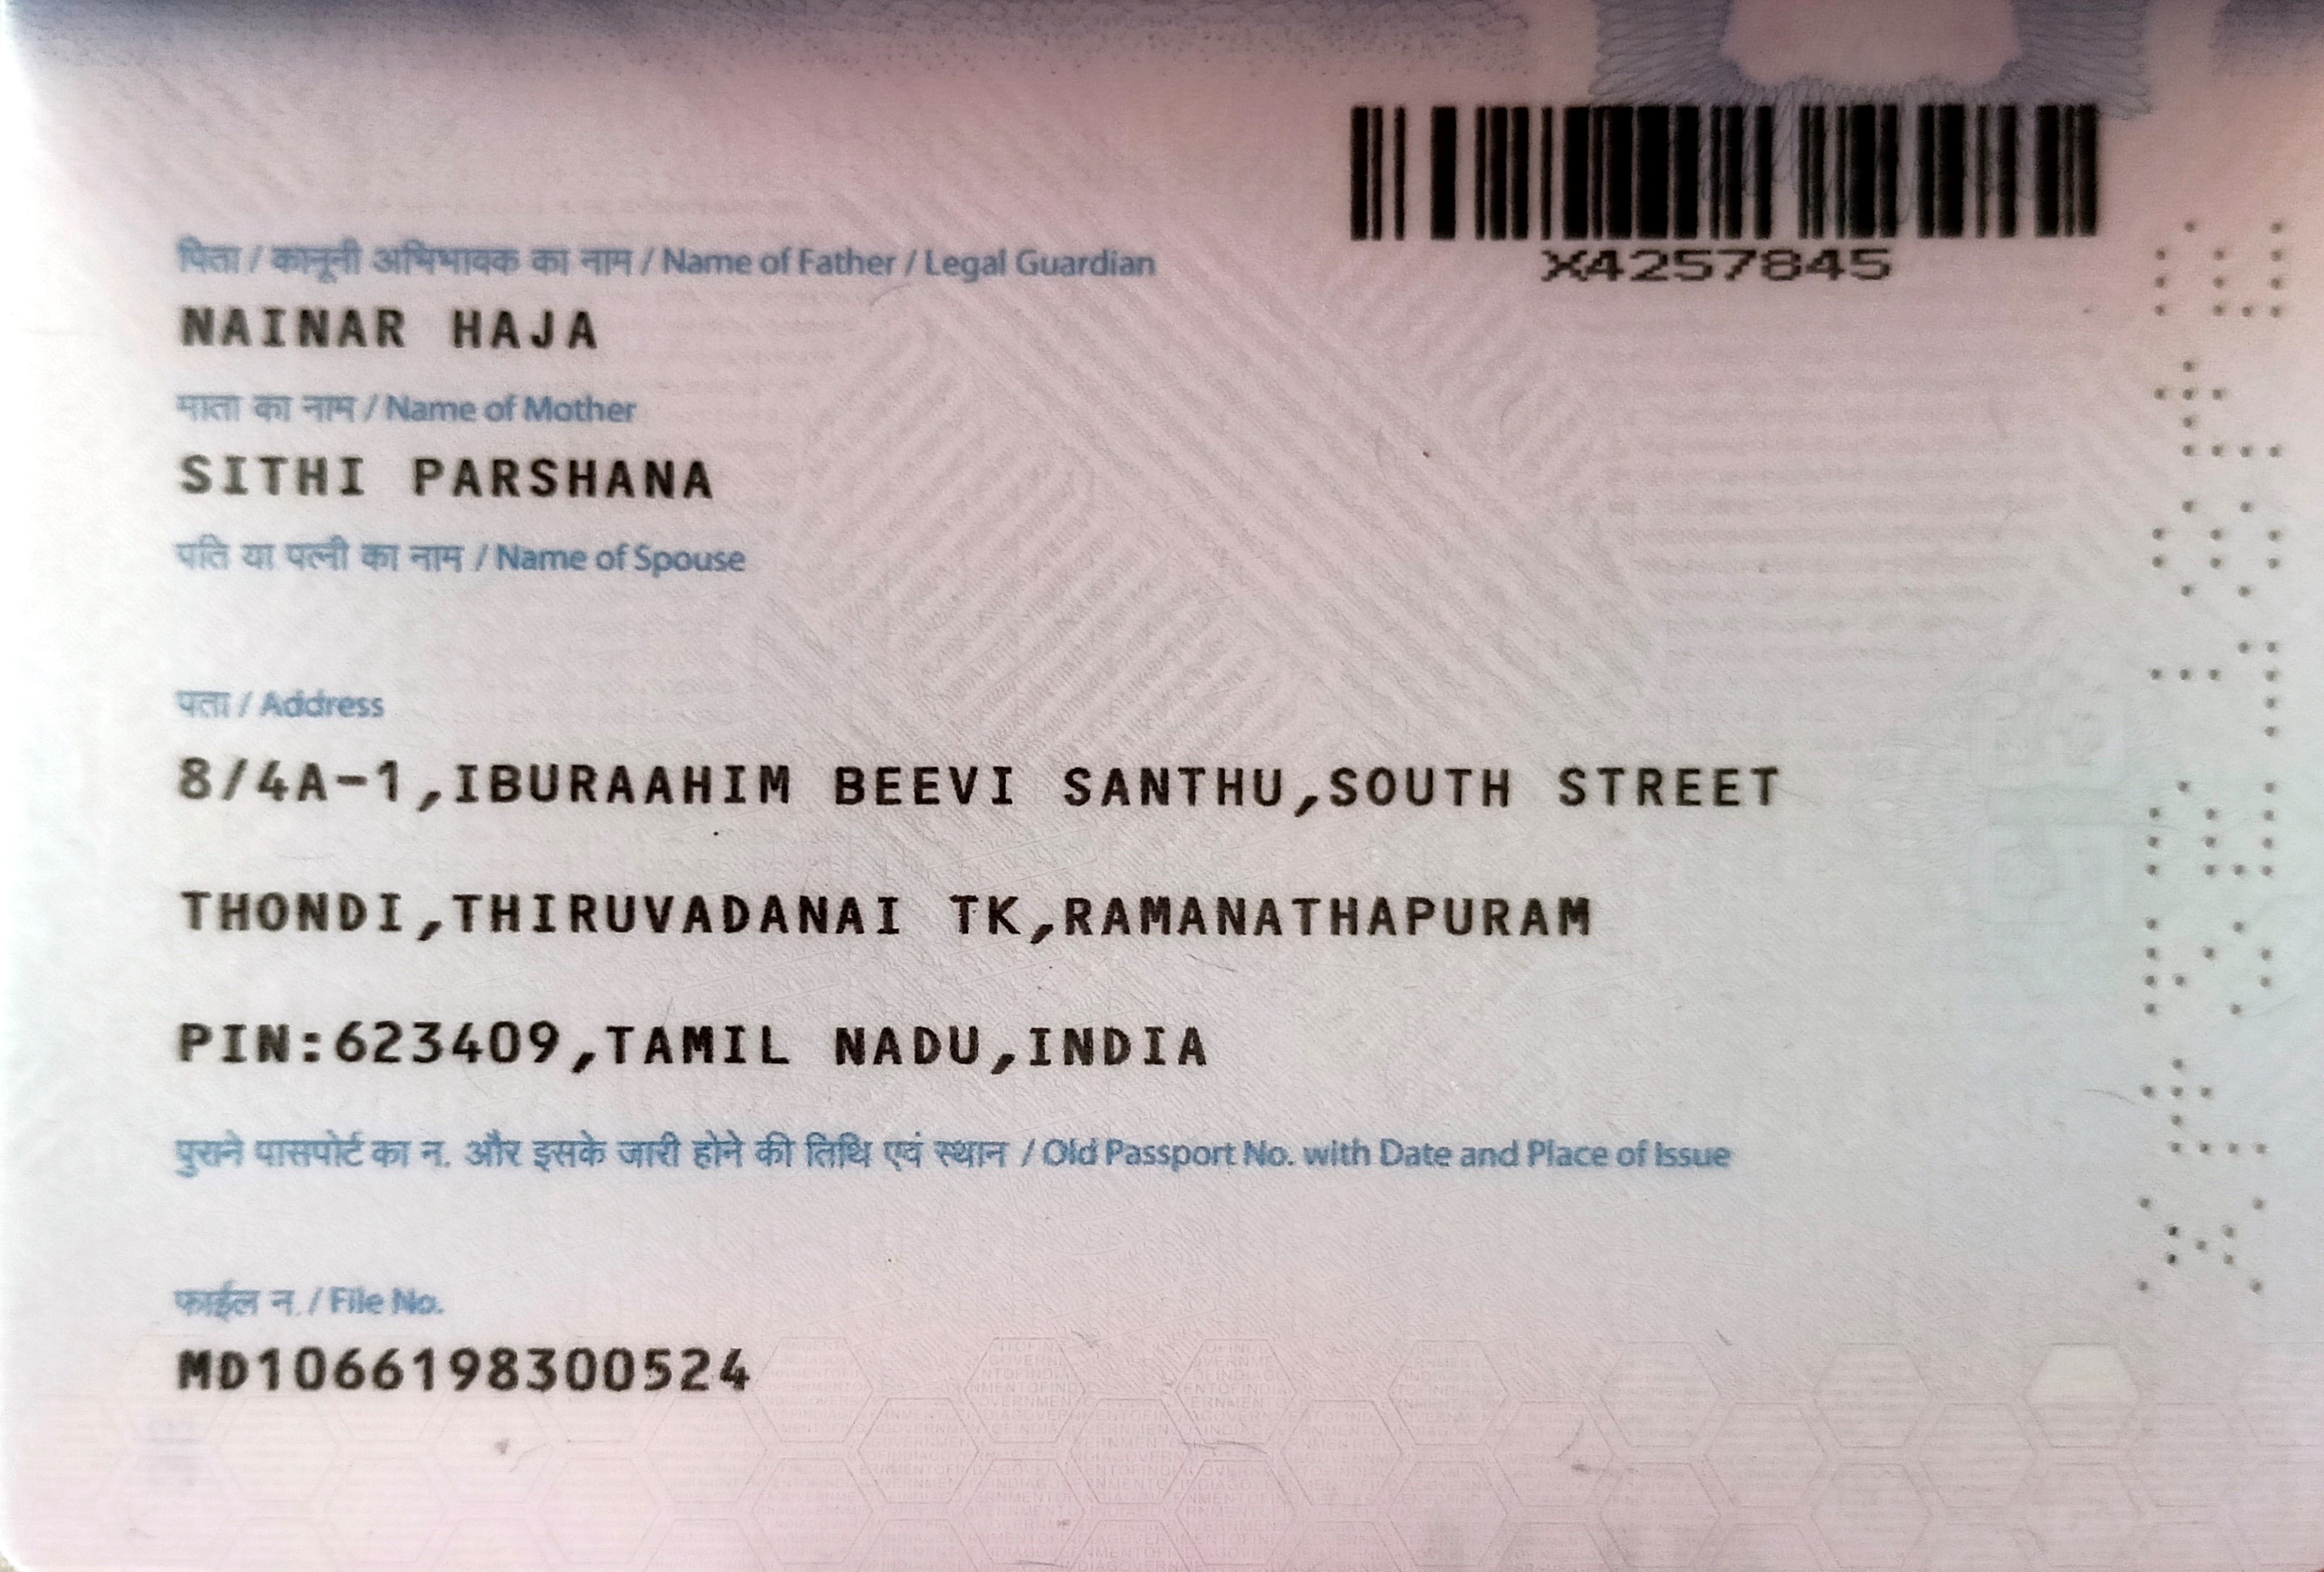 X4257845
पिता / कानूनी अभिभावक का नाम / Name of Father / Legal Guardian
NAINAR HAJA
माता का नाम / Name of Mother
SITHI PARSHANA
पति या पत्नी का नाम / Name of Spouse
पता / Address
8/4A-1,IBURAAHIM BEEVI SANTHU,SOUTH STREET
THONDI,THIRUVADANAI TK,RAMANATHAPURAM
PIN:623409,TAMIL NADU,INDIA
पुराने पासपोर्ट का न. और इसके जारी होने की तिथि एवं स्थान / Old Passport No. with Date and Place of Issue
फाईल न. / File No.
MD1066198300524
X4257845